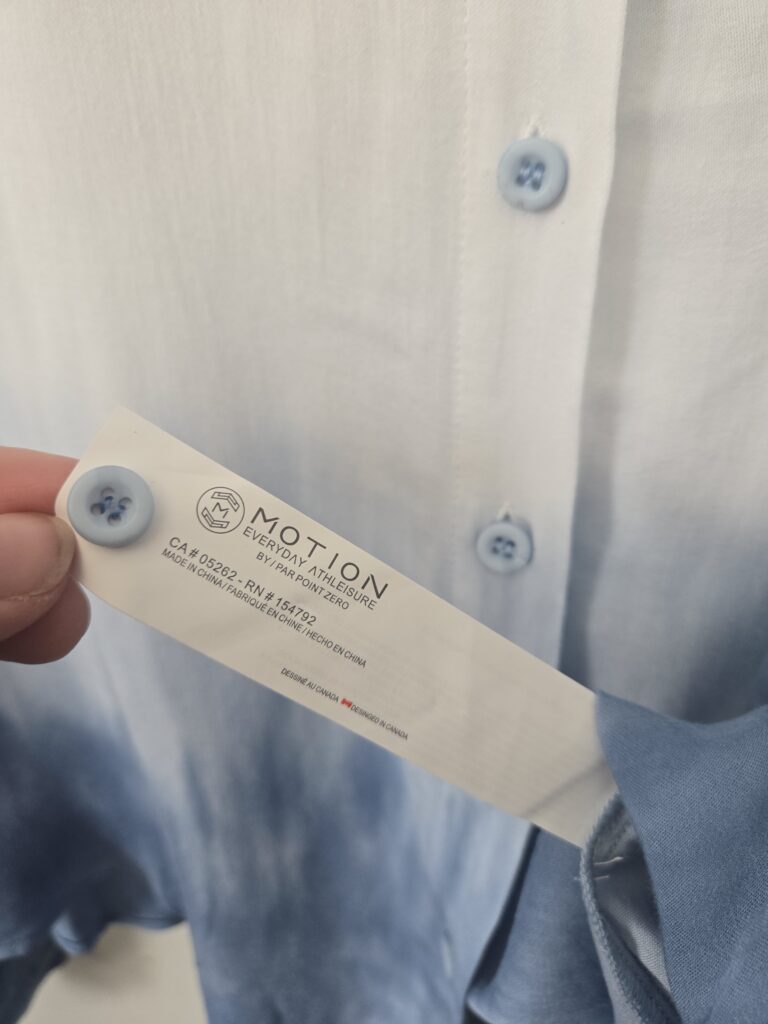 M
MOTION
EVERYDAY ATHLEISURE
BY / PAR POINT ZERO
CA # 05262 - RN # 154792
MADE IN CHINA / FABRIQUÉ EN CHINE / HECHO EN CHINA
DESSINÉ AU CANADA DESINGED IN CANADA